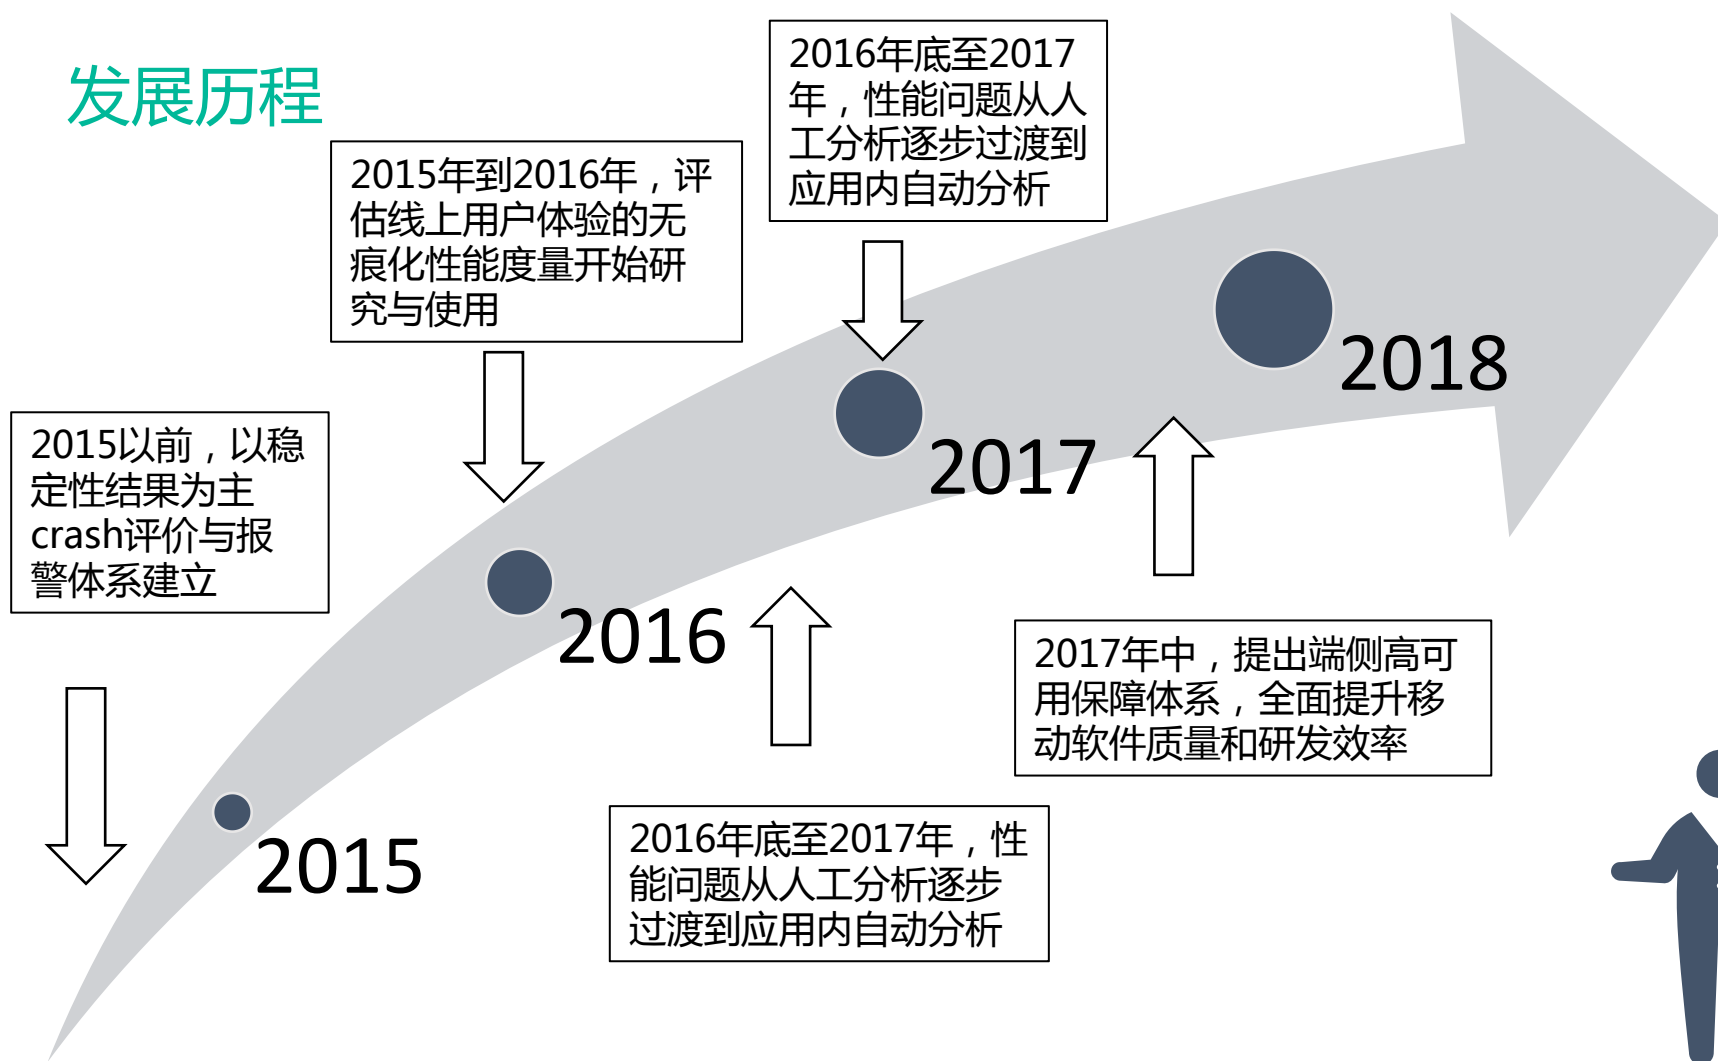 发展历程
2016年底至2017
年，性能问题从人
工分析逐步过渡到
应用内自动分析
2015年到2016年，评
估线上用户体验的无
痕化性能度量开始研
究与使用
2018
2015以前，以稳
定性结果为主
crash评价与报
警体系建立
2017
2016
2017年中，提出端侧高可
用保障体系，全面提升移
动软件质量和研发效率
2015
2016年底至2017年，性
能问题从人工分析逐步
过渡到应用内自动分析